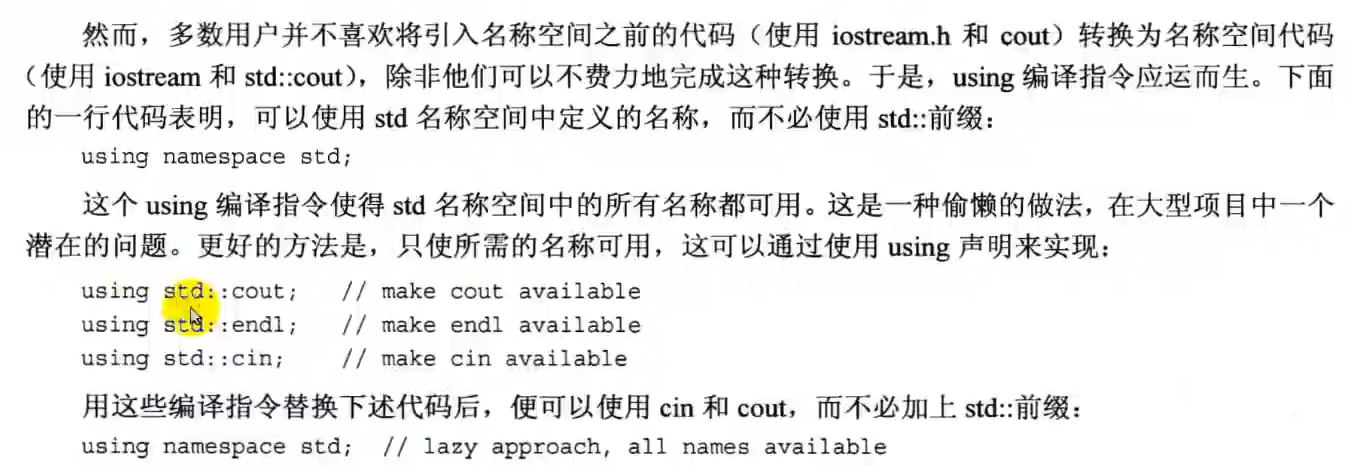 然而，多数用户并不喜欢将引入名称空间之前的代码（使用 iostream.h 和 cout）转换为名称空间代码
（使用 iostream 和 std::cout），除非他们可以不费力地完成这种转换。于是，using 编译指令应运而生。下面
的一行代码表明，可以使用 std 名称空间中定义的名称，而不必使用 std::前缀：
using namespace std;
这个 using 编译指令使得 std 名称空间中的所有名称都可用。这是一种偷懒的做法，在大型项目中一个
潜在的问题。更好的方法是，只使所需的名称可用，这可以通过使用 using 声明来实现：
using std::cout; // make cout available
using std::endl; // make endl available
using std::cin; // make cin available
用这些编译指令替换下述代码后，便可以使用 cin 和 cout，而不必加上 std::前缀：
using namespace std; // lazy approach, all names available